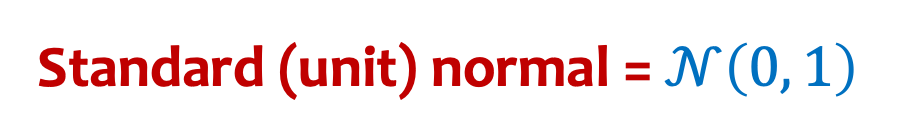 Standard (unit) normal = 𝒩(0, 1)